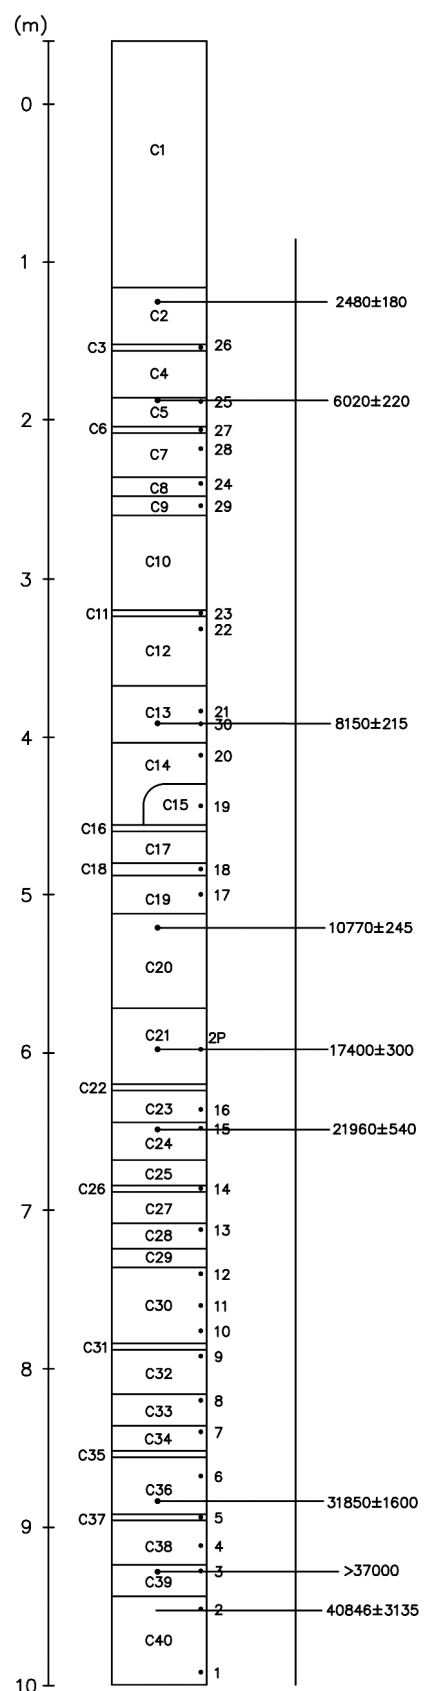 (m)
0
C1
1
2480±180
C2
C3 26
C4
25 6020±220
C5
2
C6 27
C7 28
C8 24
C9 29
C10
3
C11 23
22
C12
C13 21
30 8150±215
4
C14 20
C15 19
C16
C17
C18 18
5 17
C19
10770±245
C20
C21 2P
6 17400±300
C22
C23 16
15 21960±540
C24
C25
C26 14
7
C27
13
C28
C29
12
C30 11
10
C31
9
8
C32
8
C33
7
C34
C35
6
C36
31850±1600
9
C37 5
C38 4
3 >37000
C39
2 40846±3135
C40
1
10